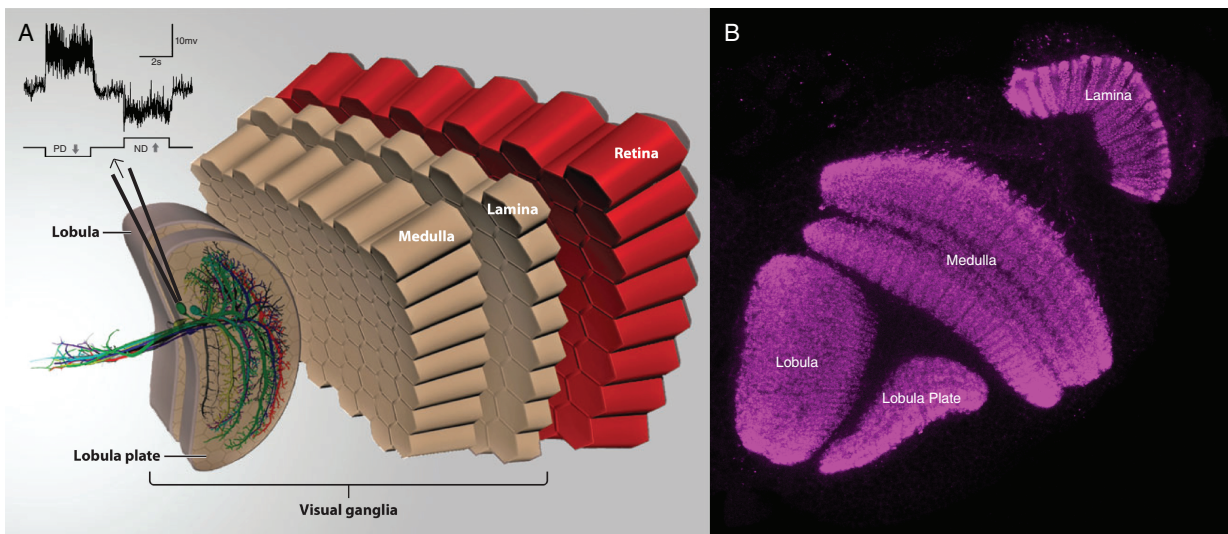 A
10mv
2s
PD
ND
Retina
Lamina
Medulla
Lobula
Lobula plate
Visual ganglia
B
Lamina
Medulla
Lobula
Lobula Plate